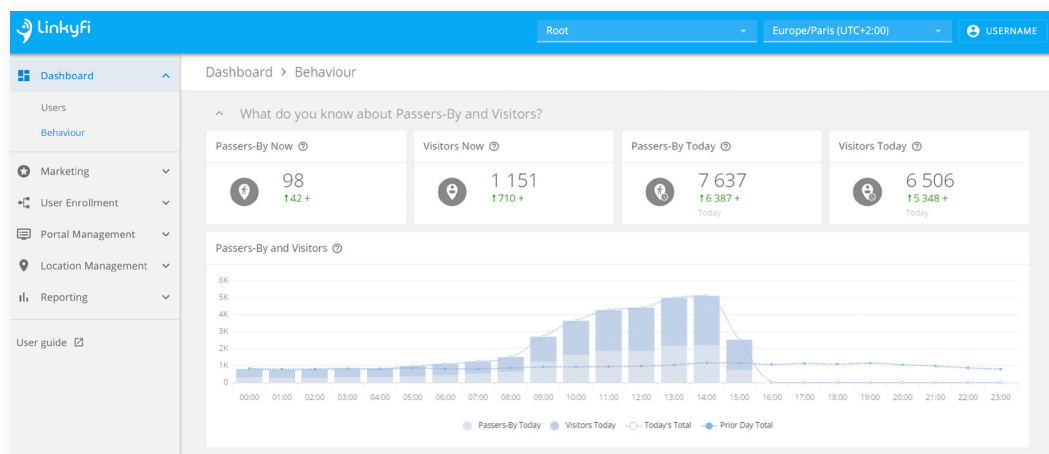 Linkyfi
Root
Europe/Paris (UTC+2:00)
USERNAME
Dashboard
Users
Behaviour
Marketing
User Enrollment
Portal Management
Location Management
Reporting
User guide
Dashboard > Behaviour
What do you know about Passers-By and Visitors?
Passers-By Now
98
↑42 +
Visitors Now
1 151
↑710 +
Passers-By Today
7 637
↑6 387 +
Today
Visitors Today
6 506
↑5 348 +
Today
Passers-By and Visitors
6K
5K
4K
3K
2K
1K
0
00:00 01:00 02:00 03:00 04:00 05:00 06:00 07:00 08:00 09:00 10:00 11:00 12:00 13:00 14:00 15:00 16:00 17:00 18:00 19:00 20:00 21:00 22:00 23:00
Passers-By Today Visitors Today Today's Total Prior Day Total